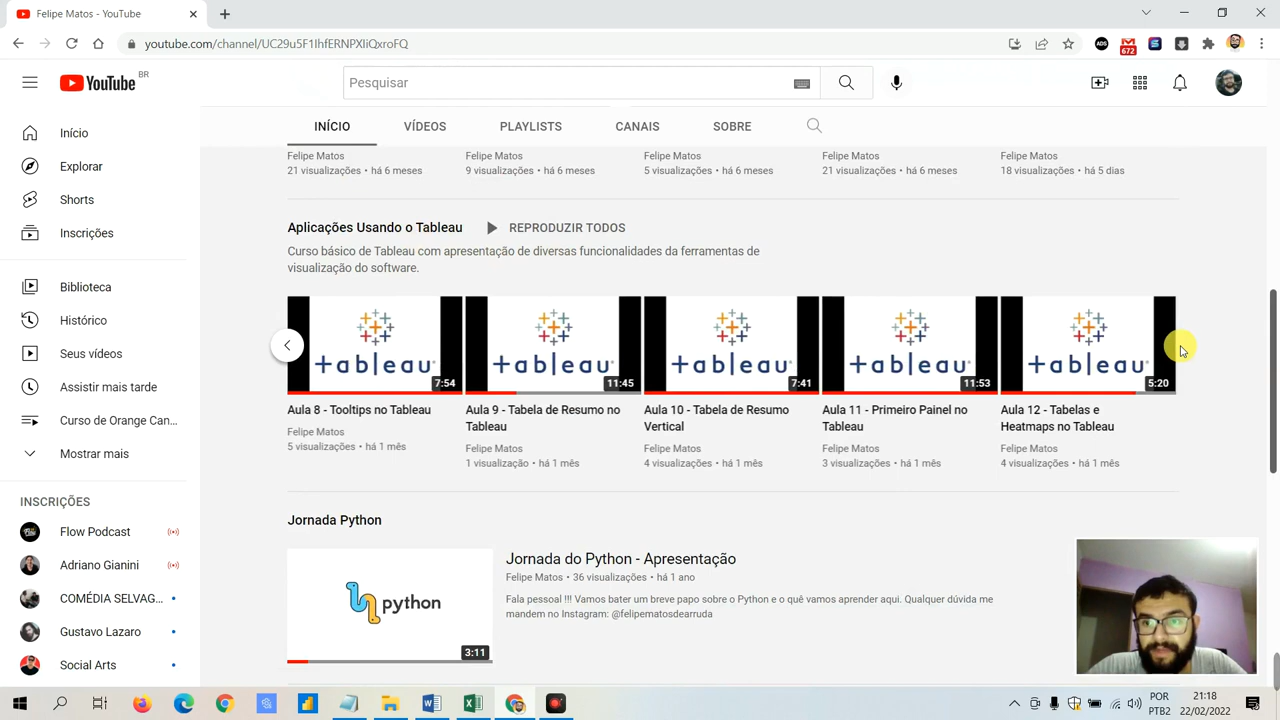 Felipe Matos - YouTube
youtube.com/channel/UC29u5F1IhfERNPXIiQxroFQ
ADS
672
YouTube BR
Pesquisar
INÍCIO VÍDEOS PLAYLISTS CANAIS SOBRE
Início
Explorar
Shorts
Inscrições
Biblioteca
Histórico
Seus vídeos
Assistir mais tarde
Curso de Orange Can...
Mostrar mais
INSCRIÇÕES
Flow Podcast
Adriano Gianini
COMÉDIA SELVAG...
Gustavo Lazaro
Social Arts
Felipe Matos Felipe Matos Felipe Matos Felipe Matos Felipe Matos
21 visualizações • há 6 meses 9 visualizações • há 6 meses 5 visualizações • há 6 meses 21 visualizações • há 6 meses 18 visualizações • há 5 dias
Aplicações Usando o Tableau REPRODUZIR TODOS
Curso básico de Tableau com apresentação de diversas funcionalidades da ferramentas de
visualização do software.
+ableau +ableau +ableau +ableau +ableau
7:54 11:45 7:41 11:53 5:20
Aula 8 - Tooltips no Tableau
Felipe Matos
5 visualizações • há 1 mês
Aula 9 - Tabela de Resumo no
Tableau
Felipe Matos
1 visualização • há 1 mês
Aula 10 - Tabela de Resumo
Vertical
Felipe Matos
4 visualizações • há 1 mês
Aula 11 - Primeiro Painel no
Tableau
Felipe Matos
3 visualizações • há 1 mês
Aula 12 - Tabelas e
Heatmaps no Tableau
Felipe Matos
4 visualizações • há 1 mês
Jornada Python
python
3:11
Jornada do Python - Apresentação
Felipe Matos • 36 visualizações • há 1 ano
Fala pessoal !!! Vamos bater um breve papo sobre o Python e o quê vamos aprender aqui. Qualquer dúvida me
mandem no Instagram: @felipematosdearruda
POR
PTB2
21:18
22/02/2022